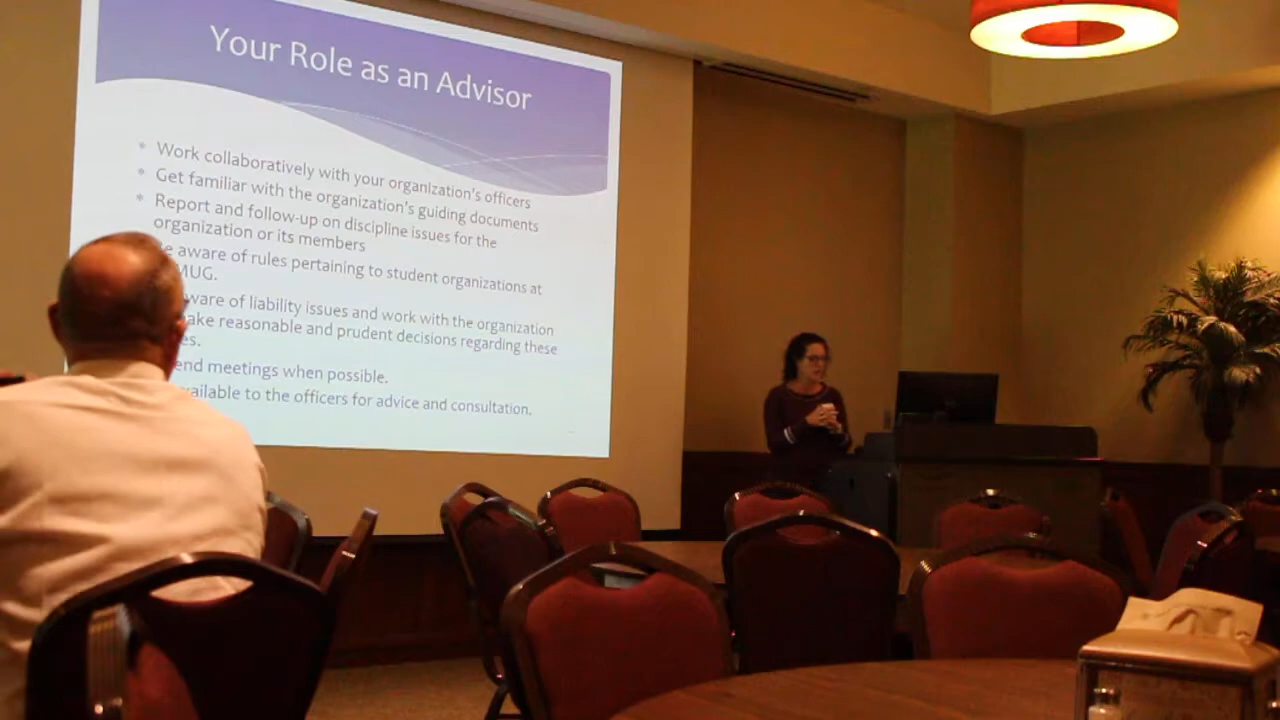 Your Role as an Advisor
Work collaboratively with your organization's officers
Get familiar with the organization's guiding documents
Report and follow-up on discipline issues for the
organization or its members
aware of rules pertaining to student organizations at
MUG.
ware of liability issues and work with the organization
ake reasonable and prudent decisions regarding these
es.
end meetings when possible.
vailable to the officers for advice and consultation.